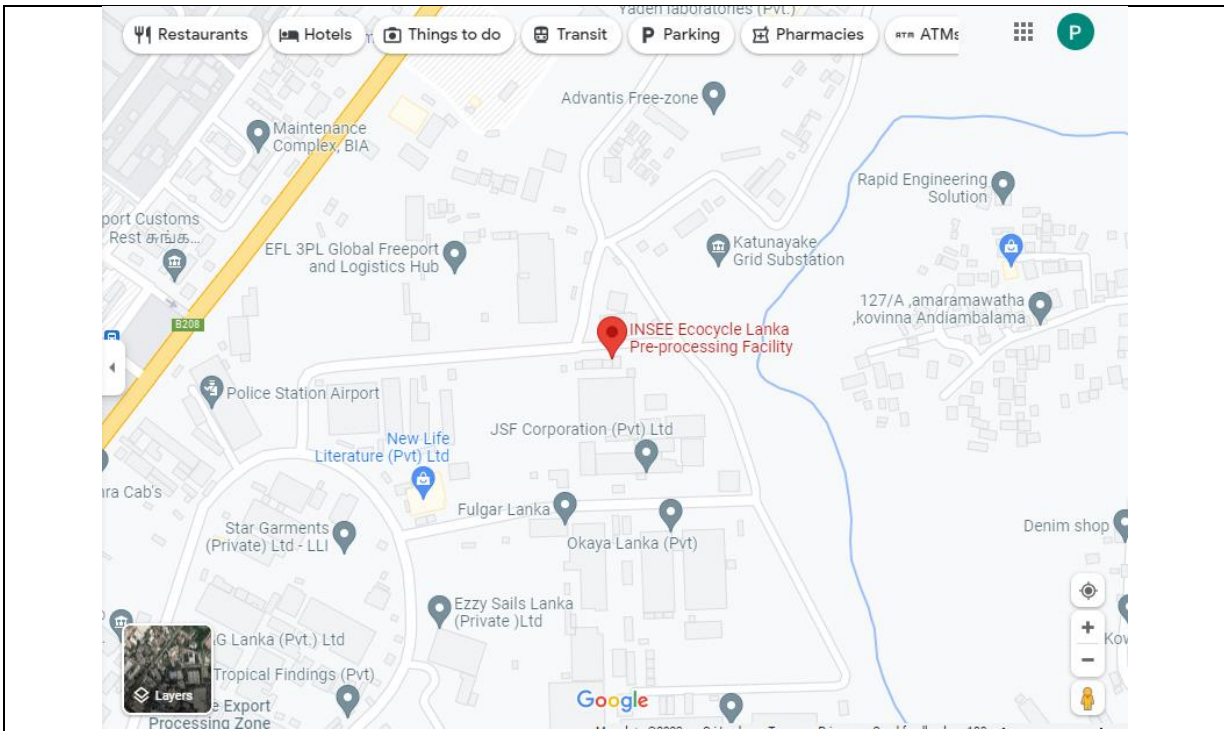 Yaden laboratories (Pvt.)
Restaurants
Hotels
Things to do
Transit
Parking
Pharmacies
ATM ATMs
P
Advantis Free-zone
Maintenance
Complex, BIA
Rapid Engineering
Solution
port Customs
Rest சுங்க...
EFL 3PL Global Freeport
and Logistics Hub
Katunayake
Grid Substation
127/A ,amaramawatha
,kovinna Andiambalama
B208
INSEE Ecocycle Lanka
Pre-processing Facility
Police Station Airport
JSF Corporation (Pvt) Ltd
New Life
Literature (Pvt) Ltd
ra Cab's
Fulgar Lanka
Star Garments
(Private) Ltd - LLI
Okaya Lanka (Pvt)
Denim shop
Ezzy Sails Lanka
(Private )Ltd
G Lanka (Pvt.) Ltd
Kov
Tropical Findings (Pvt)
Layers
Google
e Export
Processing Zone